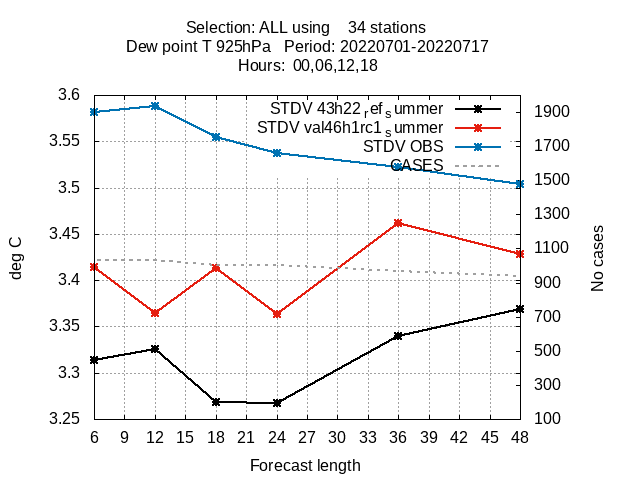 Selection: ALL using 34 stations
Dew point T 925hPa Period: 20220701-20220717
Hours: 00,06,12,18
STDV 43h22ref summer
STDV val46h1rc1summer
STDV OBS
CASES
3.6
3.55
3.5
3.45
3.4
3.35
3.3
3.25
deg C
1900
1700
1500
1300
1100
900
700
500
300
100
No cases
6 9 12 15 18 21 24 27 30 33 36 39 42 45 48
Forecast length